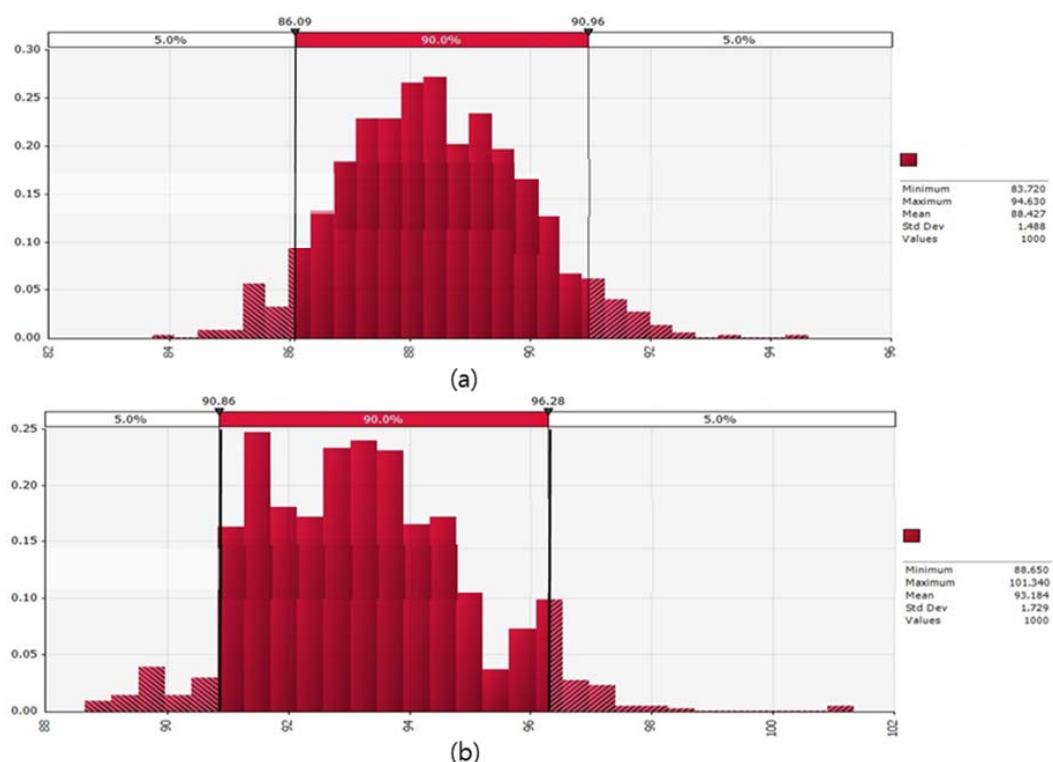 86.09 90.96
5.0% 90.0% 5.0%
0.30
0.25
0.20
0.15
0.10
0.05
0.00
82 84 86 88 90 92 94 96
Minimum 83.720
Maximum 94.630
Mean 88.427
Std Dev 1.488
Values 1000
(a)
90.86 96.28
5.0% 90.0% 5.0%
0.25
0.20
0.15
0.10
0.05
0.00
88 90 92 94 96 98 100 102
Minimum 88.650
Maximum 101.340
Mean 93.184
Std Dev 1.729
Values 1000
(b)